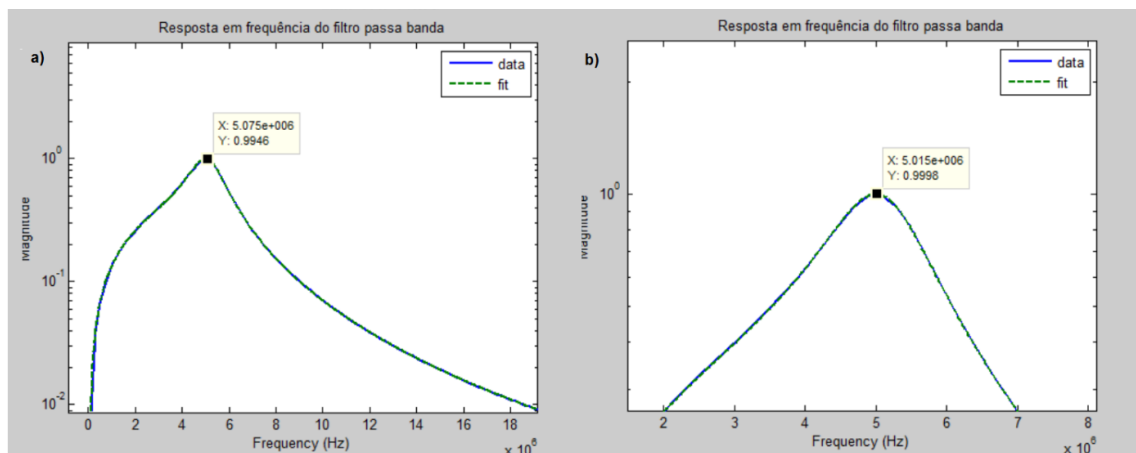 Resposta em frequência do filtro passa banda
a)
data
fit
X: 5.075e+006
Y: 0.9946
10^0
10^-1
10^-2
Magnitude
0 2 4 6 8 10 12 14 16 18
Frequency (Hz)
x 10^6
Resposta em frequência do filtro passa banda
b)
data
fit
X: 5.015e+006
Y: 0.9998
10^0
Magnitude
2 3 4 5 6 7 8
Frequency (Hz)
x 10^6